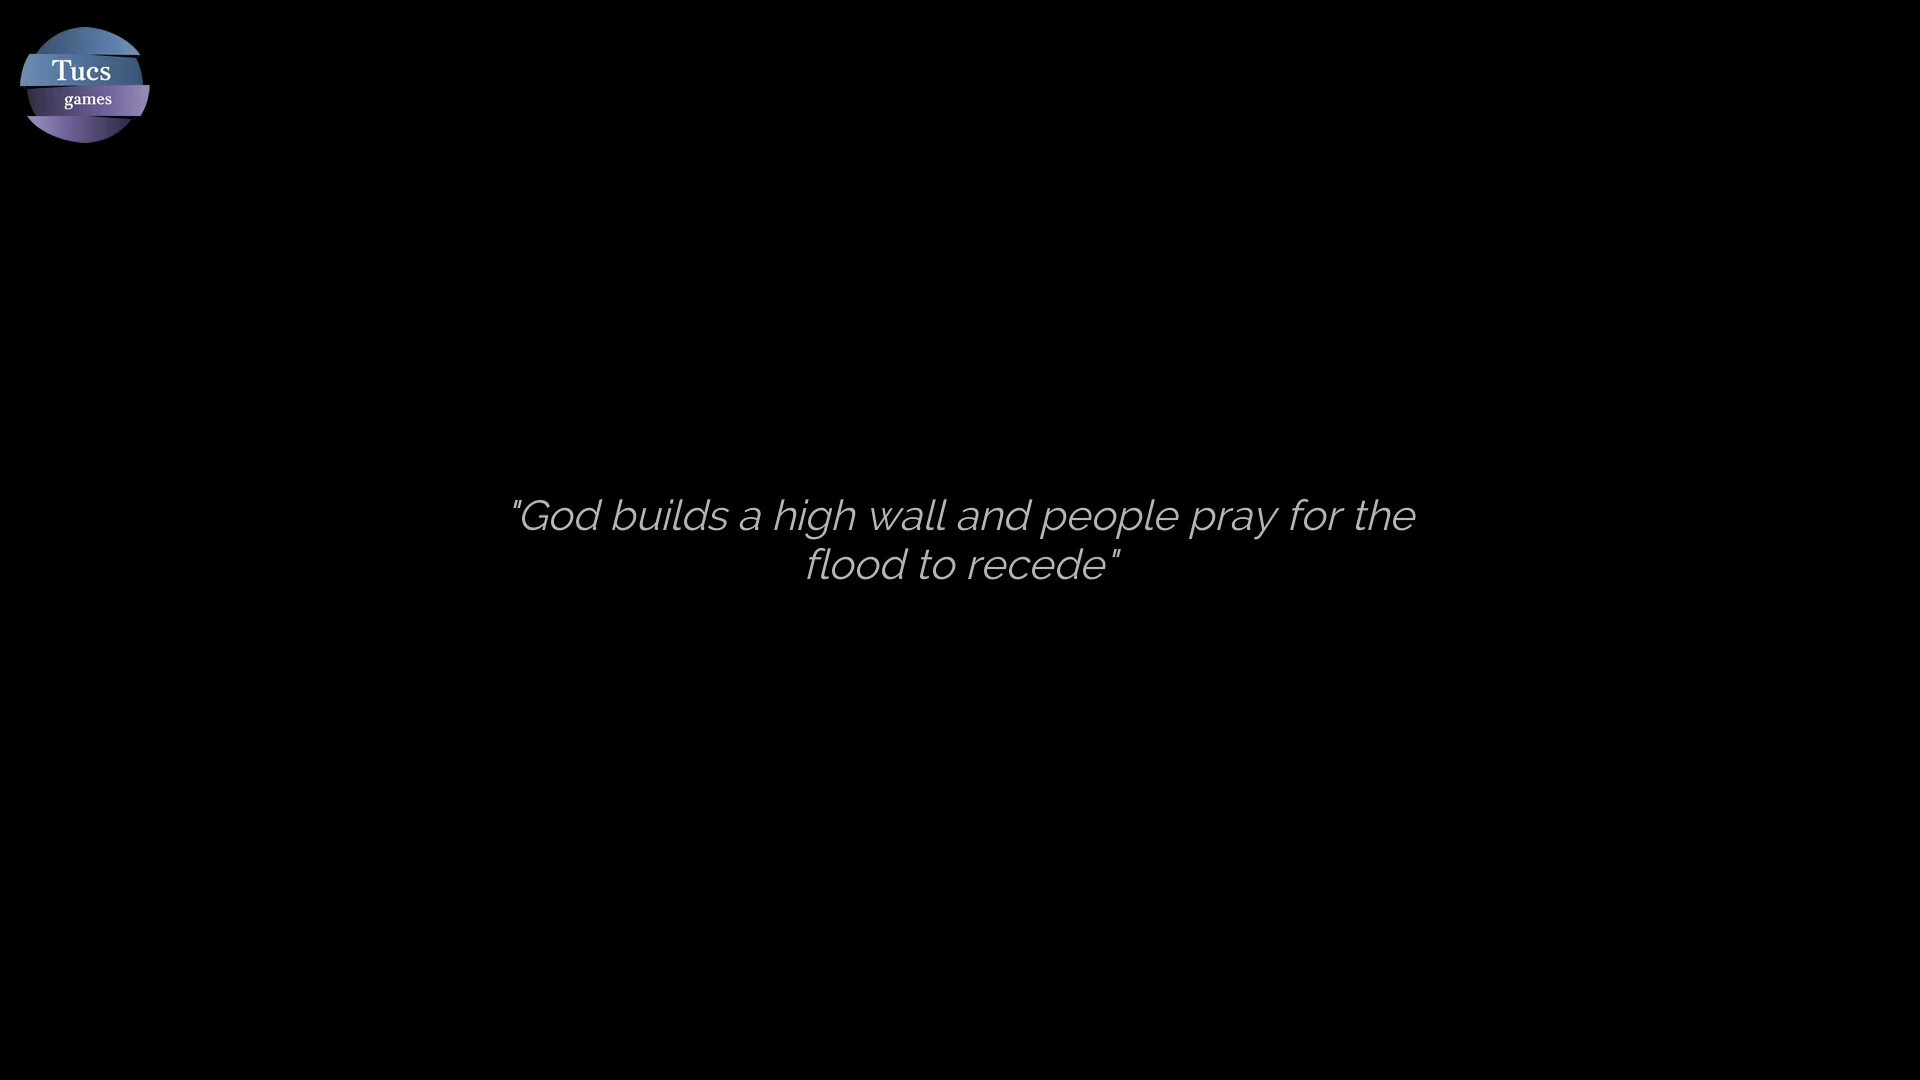 Tucs
games
"God builds a high wall and people pray for the
flood to recede"